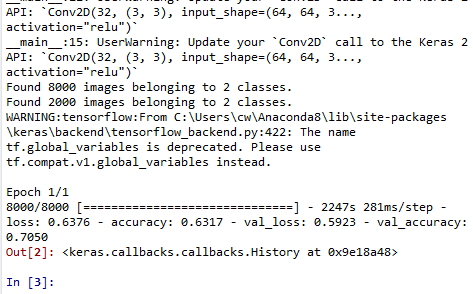 API: `Conv2D(32, (3, 3), input_shape=(64, 64, 3...,
activation="relu")`
__main__:15: UserWarning: Update your `Conv2D` call to the Keras 2
API: `Conv2D(32, (3, 3), input_shape=(64, 64, 3...,
activation="relu")`
Found 8000 images belonging to 2 classes.
Found 2000 images belonging to 2 classes.
WARNING:tensorflow:From C:\Users\cw\Anaconda8\lib\site-packages
\keras\backend\tensorflow_backend.py:422: The name
tf.global_variables is deprecated. Please use
tf.compat.v1.global_variables instead.
Epoch 1/1
8000/8000 [==============================] - 2247s 281ms/step -
loss: 0.6376 - accuracy: 0.6317 - val_loss: 0.5923 - val_accuracy:
0.7050
Out[2]: <keras.callbacks.callbacks.History at 0x9e18a48>
In [3]: